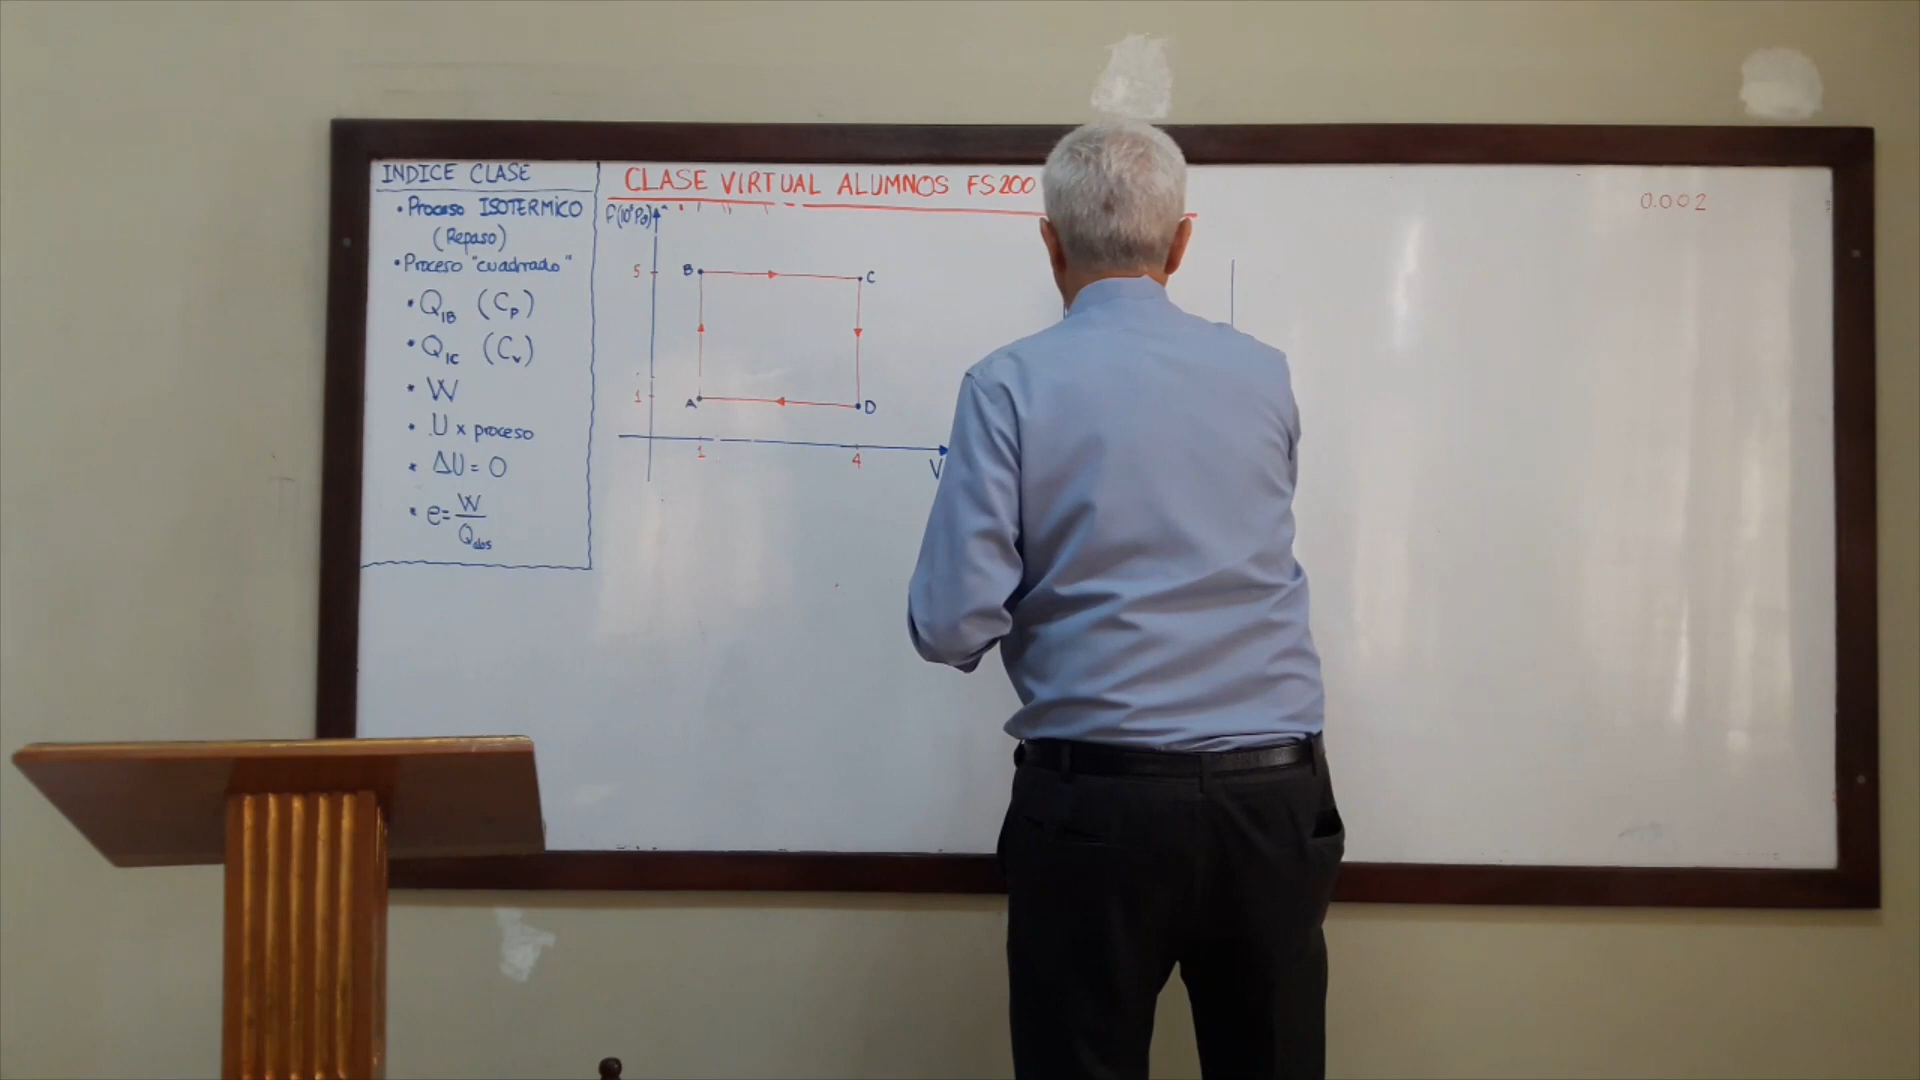 INDICE CLASE
• Proceso ISOTERMICO
(Repaso)
• Proceso "cuadrado"
• Q₁B (Cp)
• Q₁c (Cv)
• W
• U x proceso
• ΔU = 0
• e = W
Qabs
CLASE VIRTUAL ALUMNOS FS200
P(10⁵Pa)
5 B C
1 A D
1 4
V
0.002